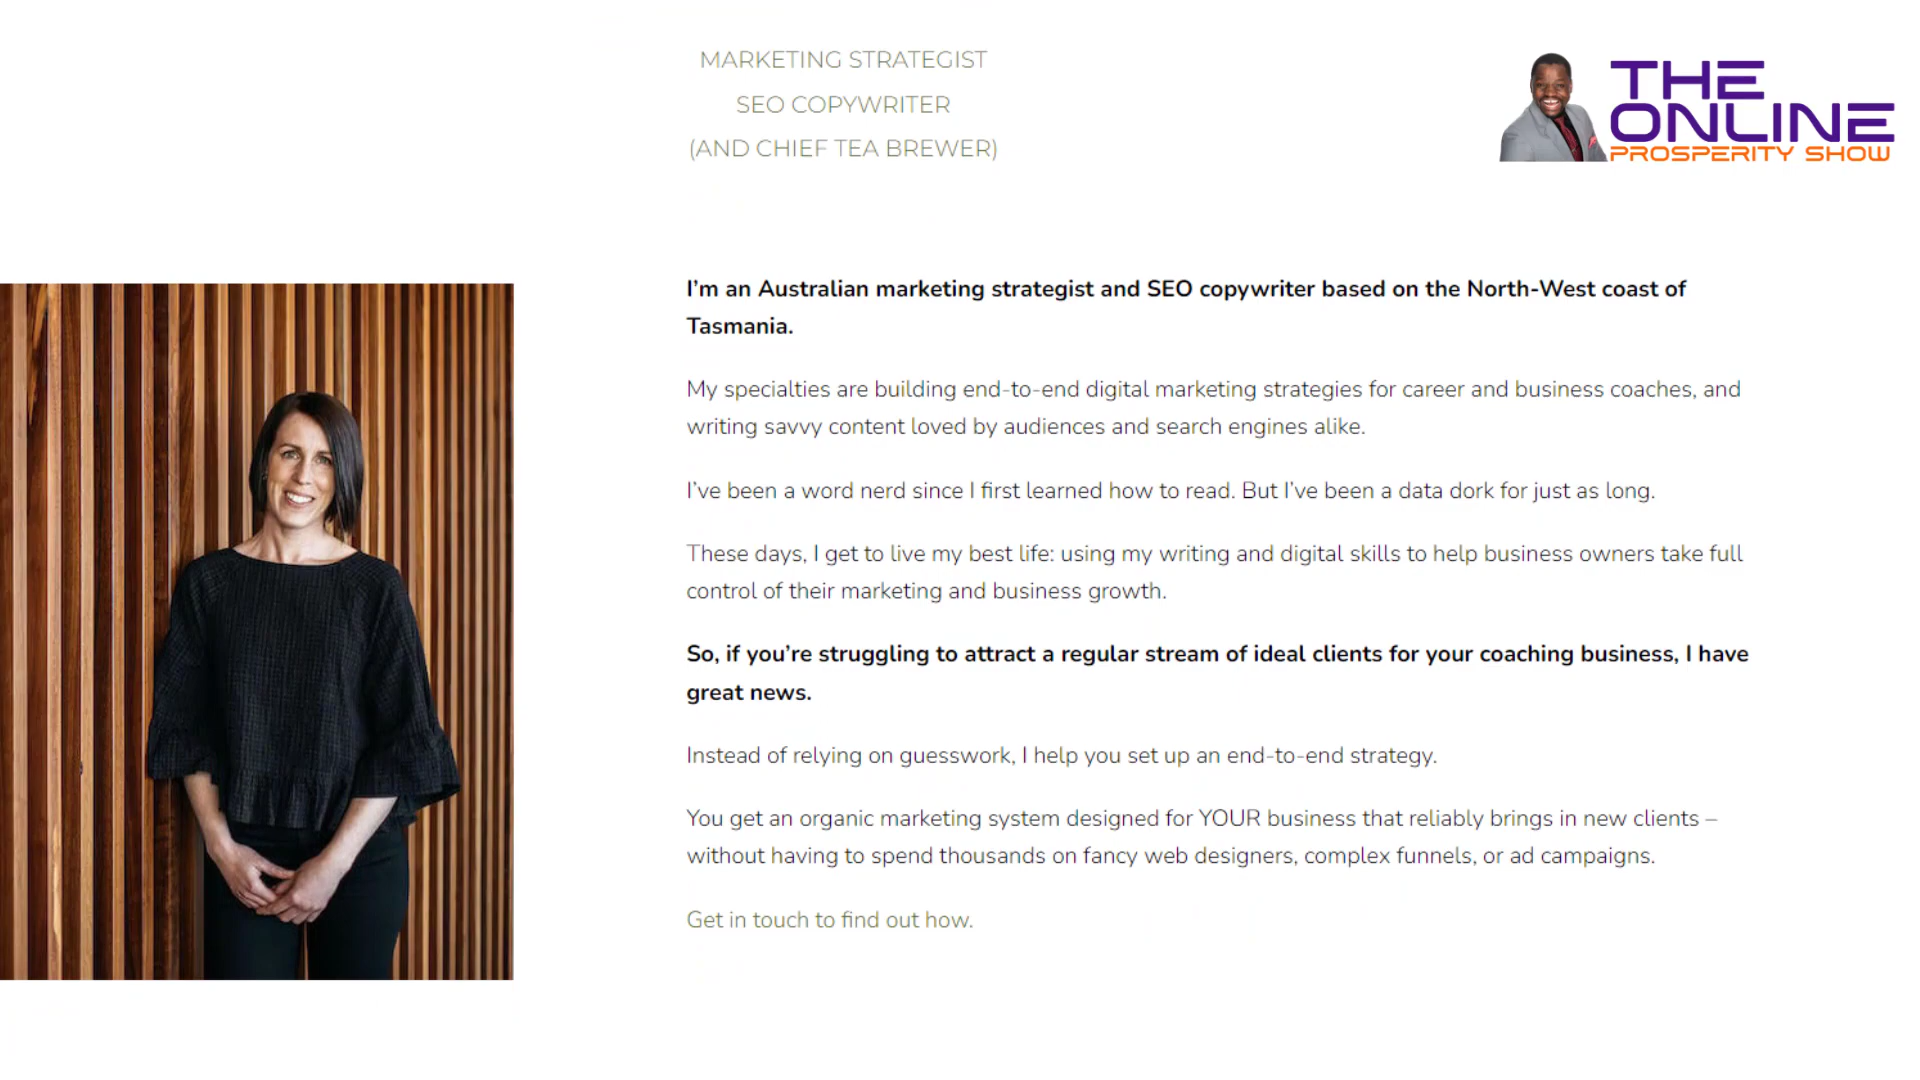 MARKETING STRATEGIST
SEO COPYWRITER
(AND CHIEF TEA BREWER)
THE
ONLINE
PROSPERITY SHOW
I’m an Australian marketing strategist and SEO copywriter based on the North-West coast of
Tasmania.
My specialties are building end-to-end digital marketing strategies for career and business coaches, and
writing savvy content loved by audiences and search engines alike.
I’ve been a word nerd since I first learned how to read. But I’ve been a data dork for just as long.
These days, I get to live my best life: using my writing and digital skills to help business owners take full
control of their marketing and business growth.
So, if you’re struggling to attract a regular stream of ideal clients for your coaching business, I have
great news.
Instead of relying on guesswork, I help you set up an end-to-end strategy.
You get an organic marketing system designed for YOUR business that reliably brings in new clients –
without having to spend thousands on fancy web designers, complex funnels, or ad campaigns.
Get in touch to find out how.